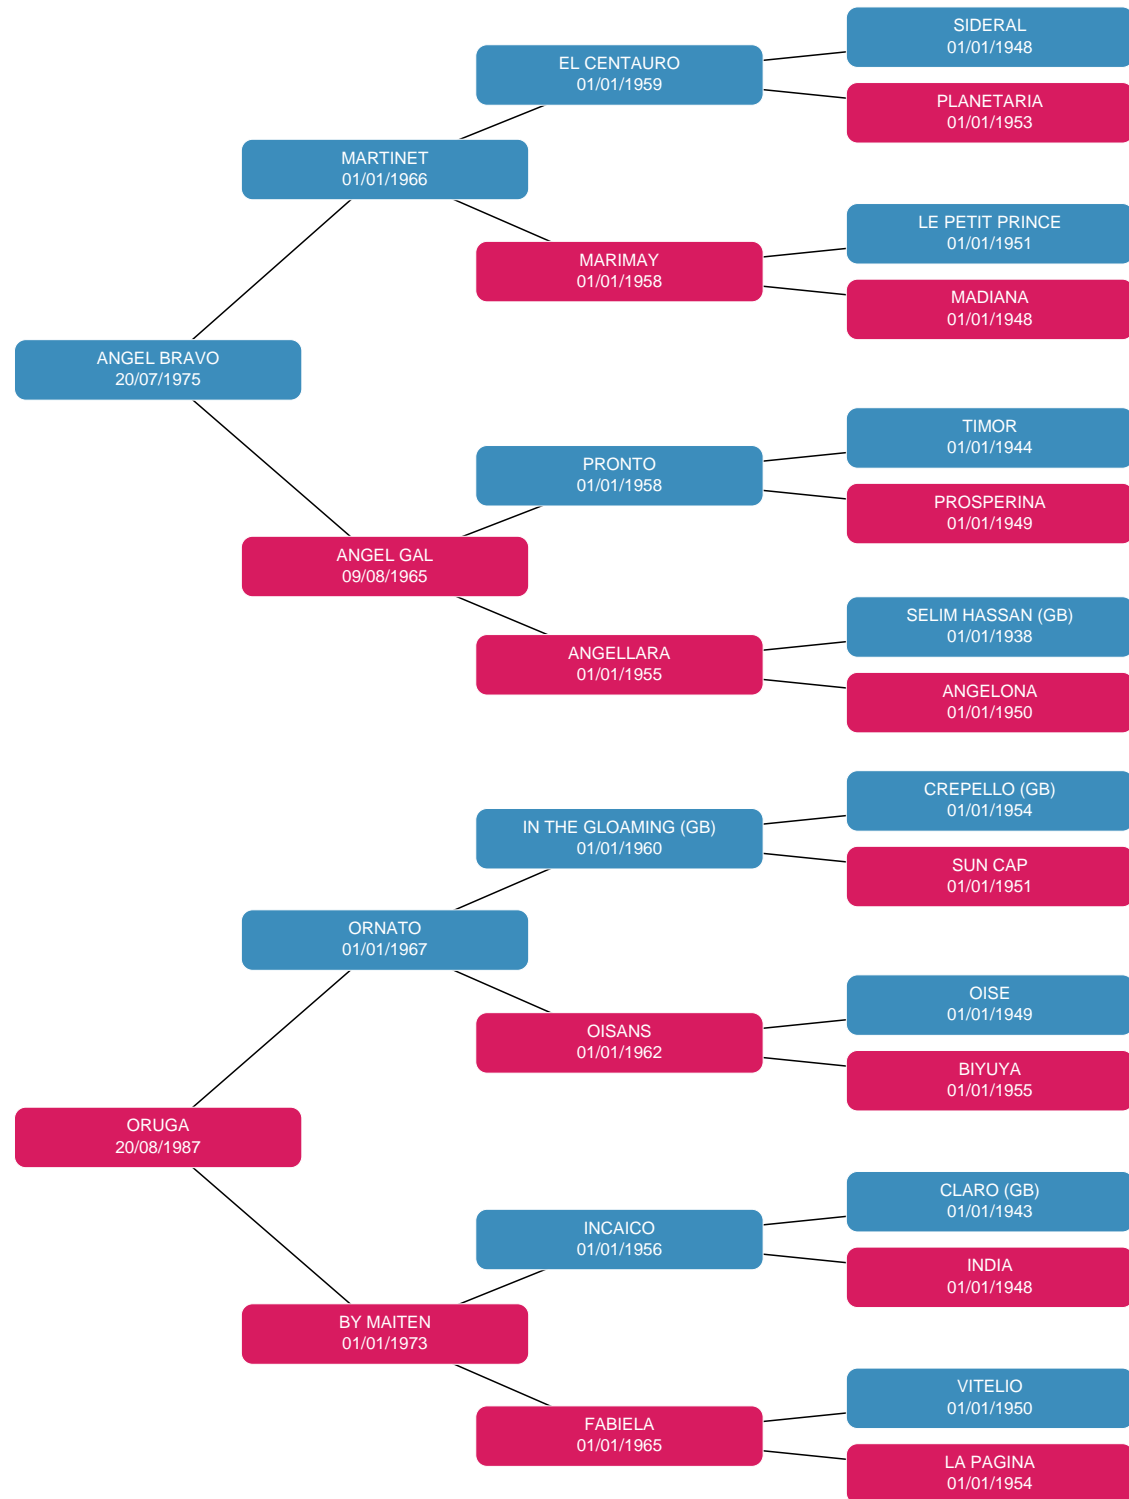 SIDERAL
01/01/1948
EL CENTAURO
01/01/1959
PLANETARIA
01/01/1953
MARTINET
01/01/1966
LE PETIT PRINCE
01/01/1951
MARIMAY
01/01/1958
MADIANA
01/01/1948
ANGEL BRAVO
20/07/1975
TIMOR
01/01/1944
PRONTO
01/01/1958
PROSPERINA
01/01/1949
ANGEL GAL
09/08/1965
SELIM HASSAN (GB)
01/01/1938
ANGELLARA
01/01/1955
ANGELONA
01/01/1950
CREPELLO (GB)
01/01/1954
IN THE GLOAMING (GB)
01/01/1960
SUN CAP
01/01/1951
ORNATO
01/01/1967
OISE
01/01/1949
OISANS
01/01/1962
BIYUYA
01/01/1955
ORUGA
20/08/1987
CLARO (GB)
01/01/1943
INCAICO
01/01/1956
INDIA
01/01/1948
BY MAITEN
01/01/1973
VITELIO
01/01/1950
FABIELA
01/01/1965
LA PAGINA
01/01/1954